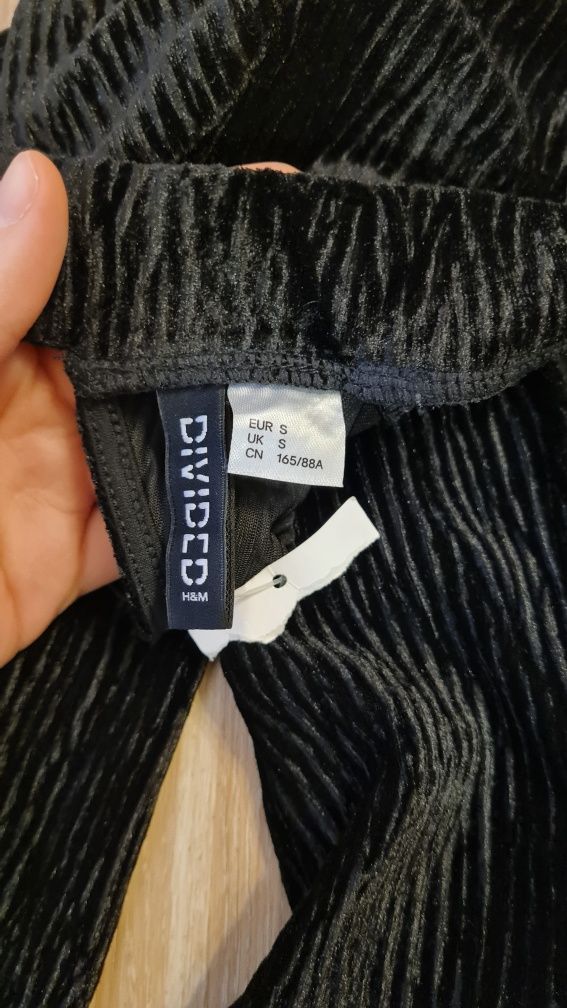 DIVIDED
H&M
EUR S
UK S
CN 165/88A